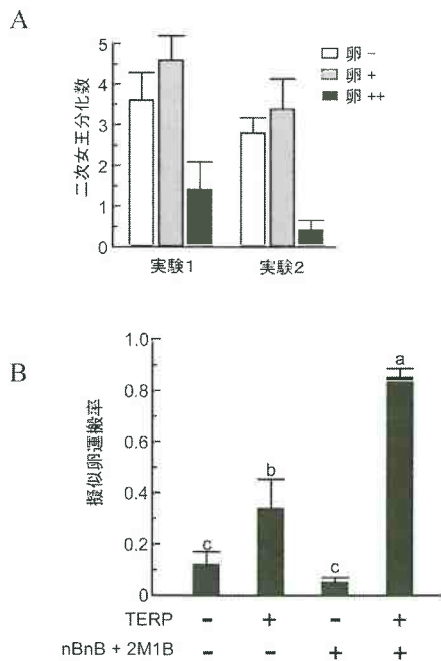 A
二次女王分化数
5
4
3
2
1
0
卵 -
卵 +
卵 ++
実験1 実験2
B
擬似卵運搬率
1.0
0.8
0.6
0.4
0.2
0
c b c a
TERP - + - +
nBnB + 2M1B - - + +